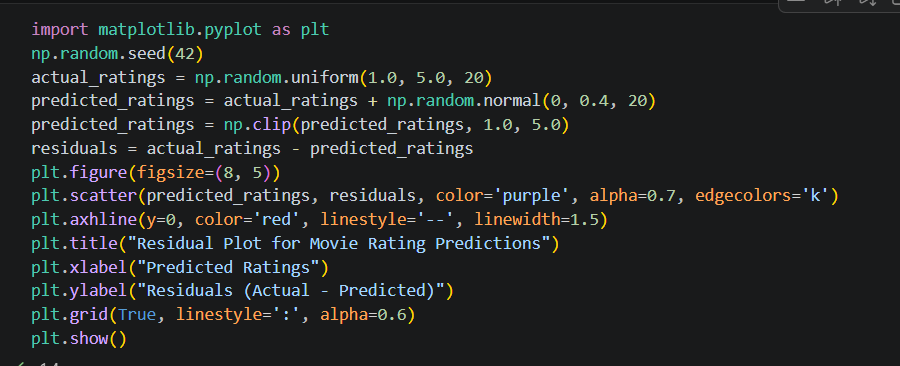 import matplotlib.pyplot as plt
np.random.seed(42)
actual_ratings = np.random.uniform(1.0, 5.0, 20)
predicted_ratings = actual_ratings + np.random.normal(0, 0.4, 20)
predicted_ratings = np.clip(predicted_ratings, 1.0, 5.0)
residuals = actual_ratings - predicted_ratings
plt.figure(figsize=(8, 5))
plt.scatter(predicted_ratings, residuals, color='purple', alpha=0.7, edgecolors='k')
plt.axhline(y=0, color='red', linestyle='--', linewidth=1.5)
plt.title("Residual Plot for Movie Rating Predictions")
plt.xlabel("Predicted Ratings")
plt.ylabel("Residuals (Actual - Predicted)")
plt.grid(True, linestyle=':', alpha=0.6)
plt.show()